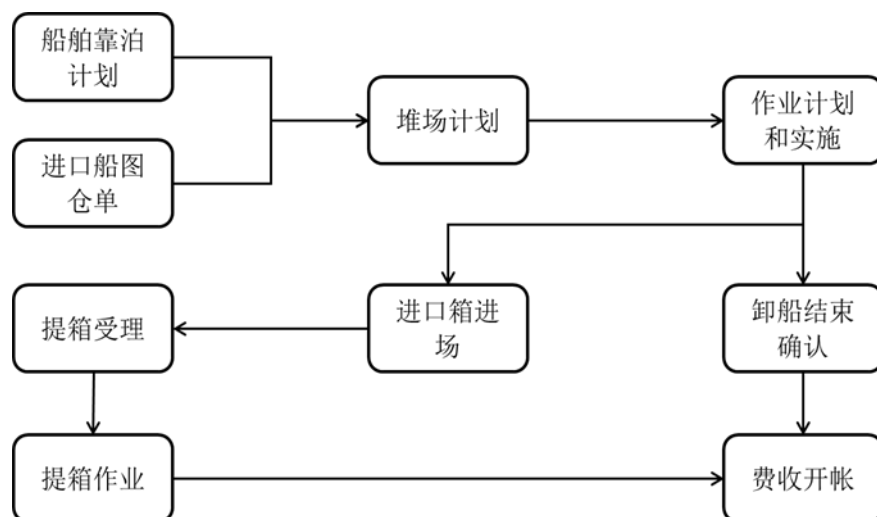 船舶靠泊
计划
进口船图
仓单
堆场计划
作业计划
和实施
提箱受理
进口箱进
场
卸船结束
确认
提箱作业
费收开帐